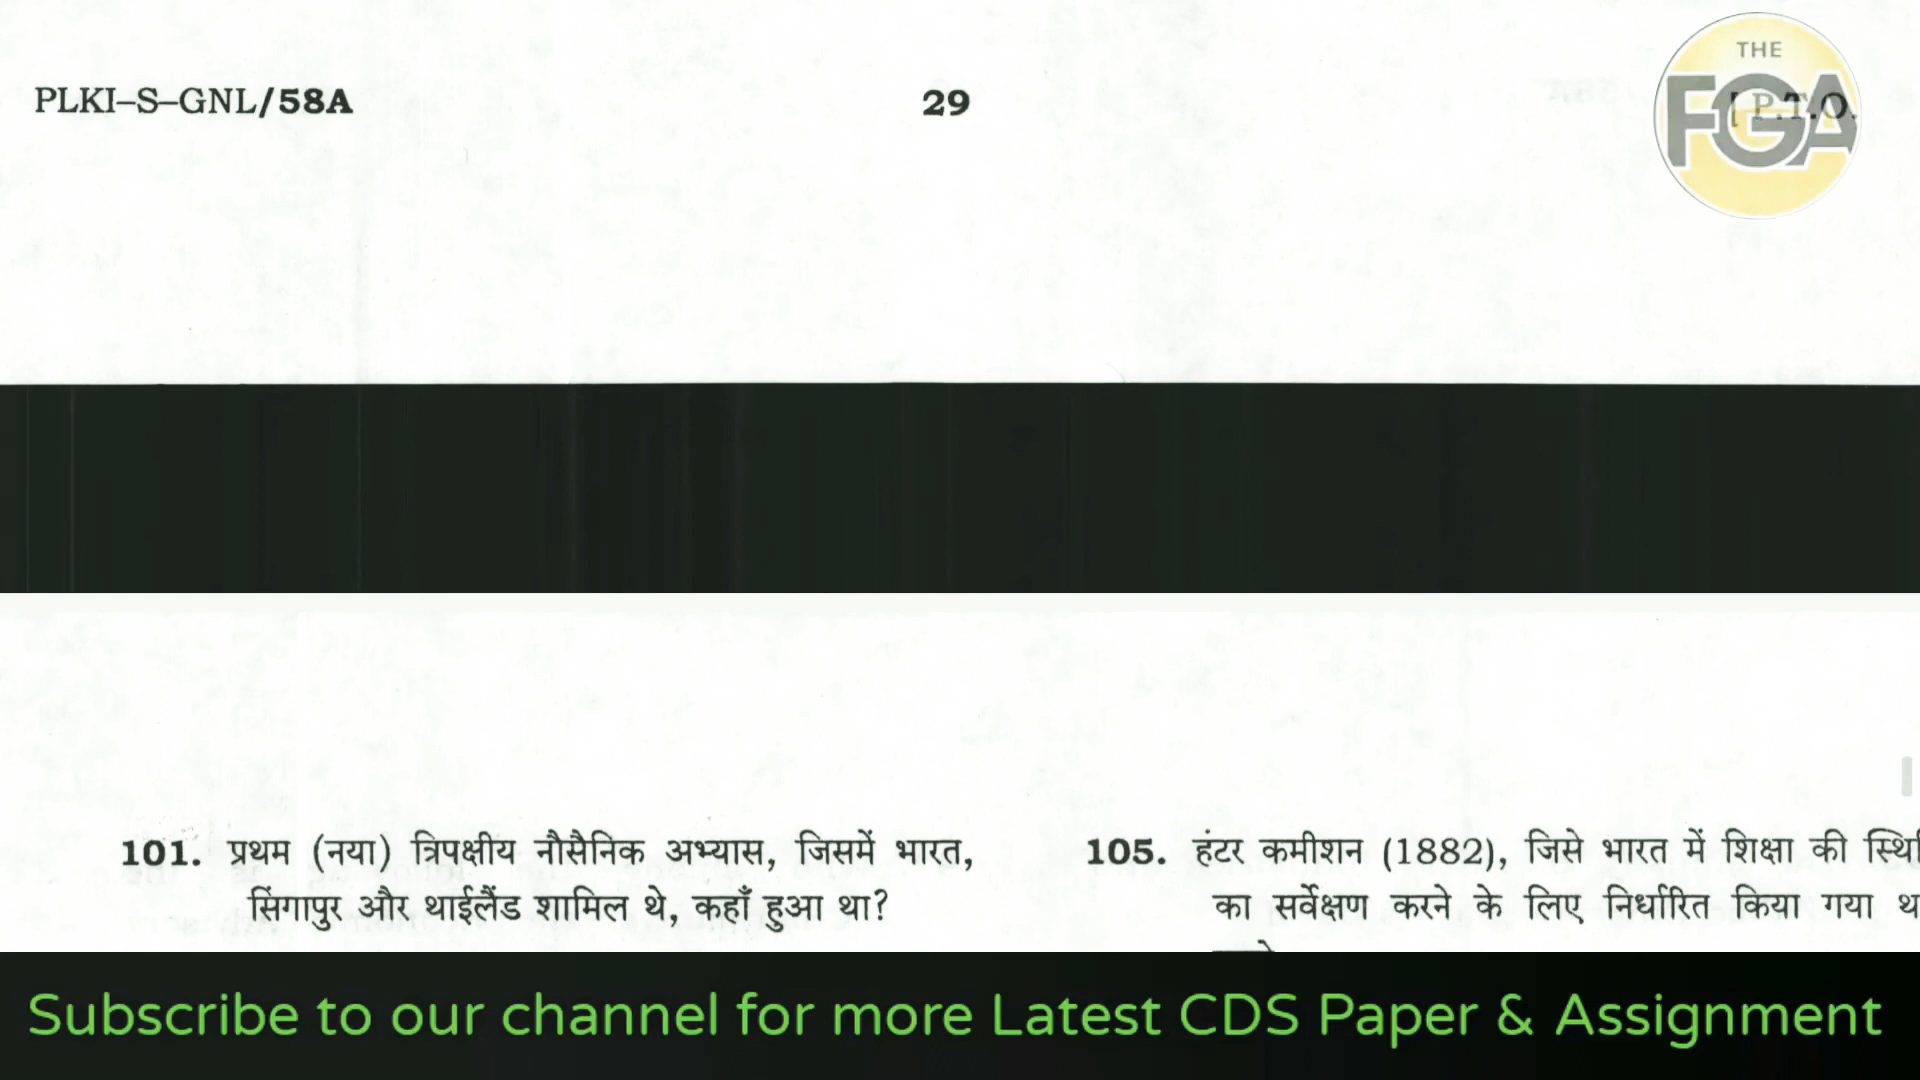 PLKI–S–GNL/58A
29
[ P.T.O.
THE
FGA
101. प्रथम (नया) त्रिपक्षीय नौसैनिक अभ्यास, जिसमें भारत,
सिंगापुर और थाईलैंड शामिल थे, कहाँ हुआ था?
105. हंटर कमीशन (1882), जिसे भारत में शिक्षा की
का सर्वेक्षण करने के लिए निर्धारित किया गया
Subscribe to our channel for more Latest CDS Paper & Assignment